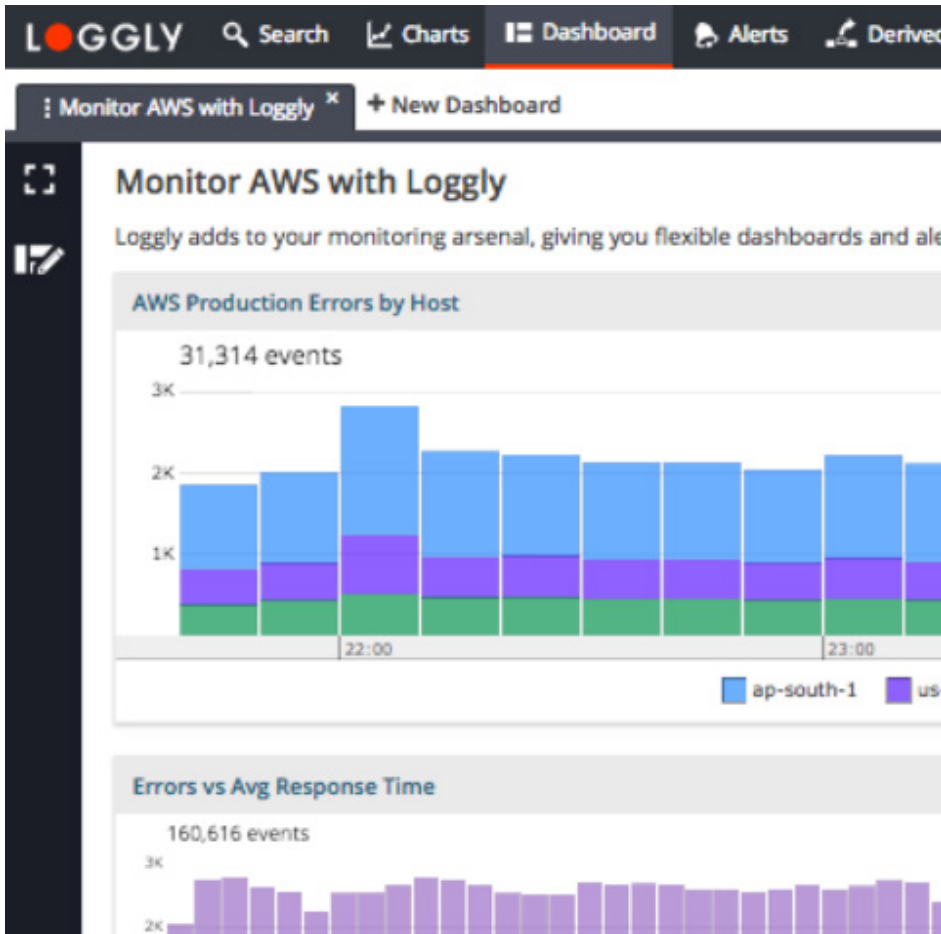 LOGGLY Search Charts Dashboard Alerts Derived
Monitor AWS with Loggly × + New Dashboard
Monitor AWS with Loggly
Loggly adds to your monitoring arsenal, giving you flexible dashboards and ale
AWS Production Errors by Host
31,314 events
3K
2K
1K
22:00 23:00
ap-south-1 us-
Errors vs Avg Response Time
160,616 events
3K
2K